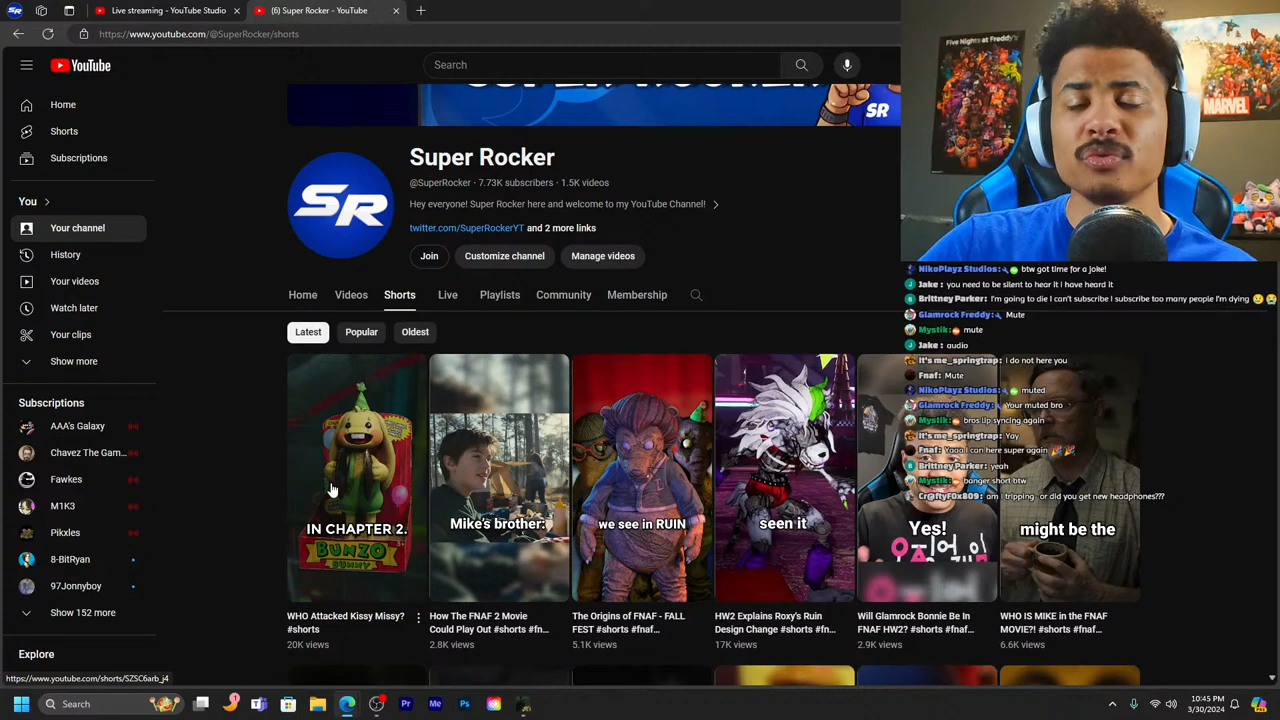 Live streaming - YouTube Studio
(6) Super Rocker - YouTube
https://www.youtube.com/@SuperRocker/shorts
YouTube
Search
Home
Shorts
Subscriptions
You
Your channel
History
Your videos
Watch later
Your clips
Show more
Subscriptions
AAA's Galaxy
Chavez The Gam...
Fawkes
M1K3
Pixkles
8-BitRyan
97Jonnyboy
Show 152 more
Explore
https://www.youtube.com/shorts/SZSC6arb_j4
SR
SR
Super Rocker
@SuperRocker · 7.73K subscribers · 1.5K videos
Hey everyone! Super Rocker here and welcome to my YouTube Channel!
twitter.com/SuperRockerYT and 2 more links
Join
Customize channel
Manage videos
Home
Videos
Shorts
Live
Playlists
Community
Membership
Latest
Popular
Oldest
IN CHAPTER 2.
BUNZO
BUNNY
Mike's brother:
we see in RUIN
seen it
Yes!
might be the
WHO Attacked Kissy Missy?
#shorts
20K views
How The FNAF 2 Movie
Could Play Out #shorts #fn...
2.8K views
The Origins of FNAF - FALL
FEST #shorts #fnaf...
5.1K views
HW2 Explains Roxy's Ruin
Design Change #shorts #fn...
17K views
Will Glamrock Bonnie Be In
FNAF HW2? #shorts #fnaf...
2.9K views
WHO IS MIKE in the FNAF
MOVIE?! #shorts #fnaf...
6.6K views
Five Nights at Freddy's
MARVEL
NikoPlayz Studios: btw got time for a joke!
Jake : you need to be silent to hear it i have heard it
Brittney Parker: I'm going to die I can't subscribe I subscribe too many people I'm dying 🥲😭
Glamrock Freddy: Mute
Mystik: mute
Jake : audio
It's me_springtrap : I do not here you
Fnaf: Mute
NikoPlayz Studios: muted
Glamrock Freddy: Your muted bro
Mystik: bros lip syncing again
It's me_springtrap : Yay
Fnaf: Yaaa I can here super again 🎉🎉
Brittney Parker: yeah
Mystik: banger short btw
Cr@ftyF0x809: am I tripping- or did you get new headphones???
Search
1
10:45 PM
3/30/2024